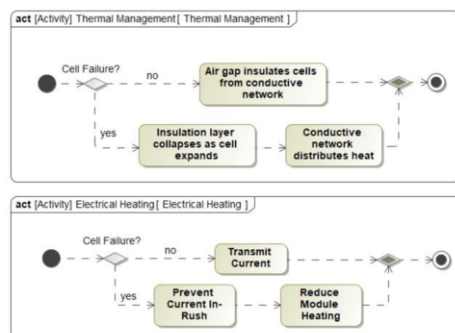 act [Activity] Thermal Management[ Thermal Management ]
Cell Failure?
no
Air gap insulates cells
from conductive
network
yes
Insulation layer
collapses as cell
expands
Conductive
network
distributes heat
act [Activity] Electrical Heating[ Electrical Heating ]
Cell Failure?
no
Transmit
Current
yes
Prevent
Current In-
Rush
Reduce
Module
Heating